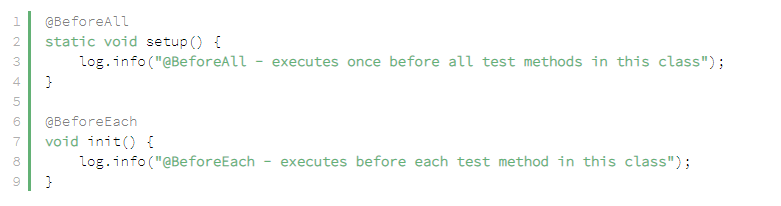 1 @BeforeAll
2 static void setup() {
3     log.info("@BeforeAll - executes once before all test methods in this class");
4 }
5
6 @BeforeEach
7 void init() {
8     log.info("@BeforeEach - executes before each test method in this class");
9 }